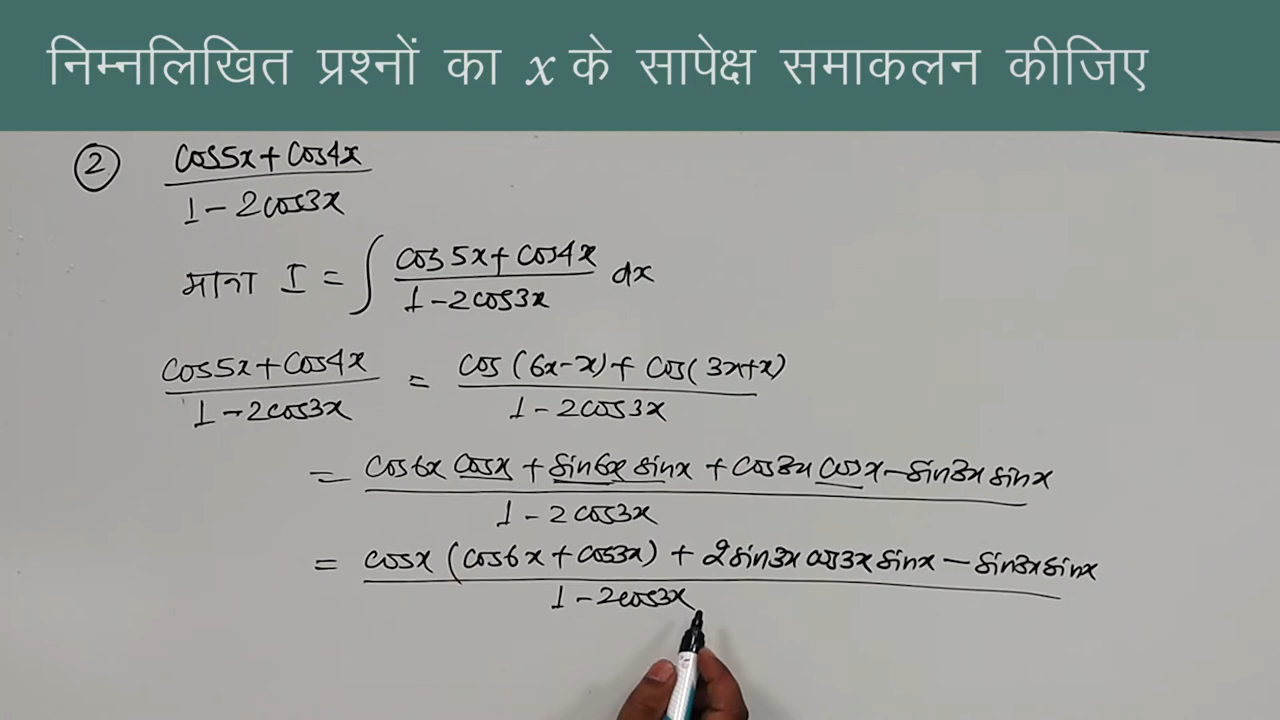 निम्नलिखित प्रश्नों का x के सापेक्ष समाकलन कीजिए
② cos5x+cos4x
1-2cos3x
माना I = ∫ cos5x+cos4x / 1-2cos3x dx
cos5x+cos4x / 1-2cos3x = cos(6x-x)+cos(3x+x) / 1-2cos3x
= cos6x cosx + sin6x sinx + cos3x cosx - sin3x sinx
1-2cos3x
= cosx (cos6x+cos3x) + 2sin3x cos3x sinx - sin3x sinx
1-2cos3x